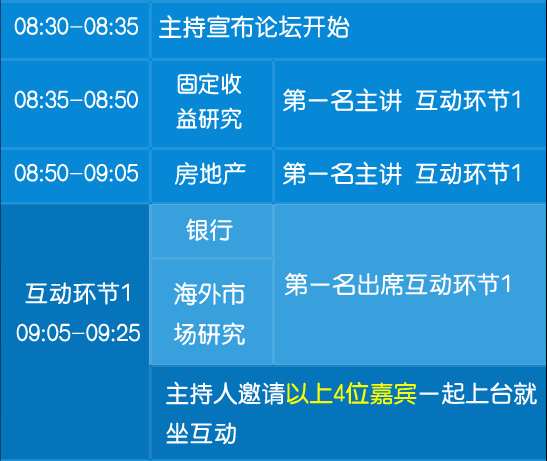 08:30-08:35 主持宣布论坛开始
08:35-08:50 固定收
益研究 第一名主讲 互动环节1
08:50-09:05 房地产 第一名主讲 互动环节1
互动环节1
09:05-09:25
银行
海外市
场研究
第一名出席互动环节1
主持人邀请以上4位嘉宾一起上台就
坐互动